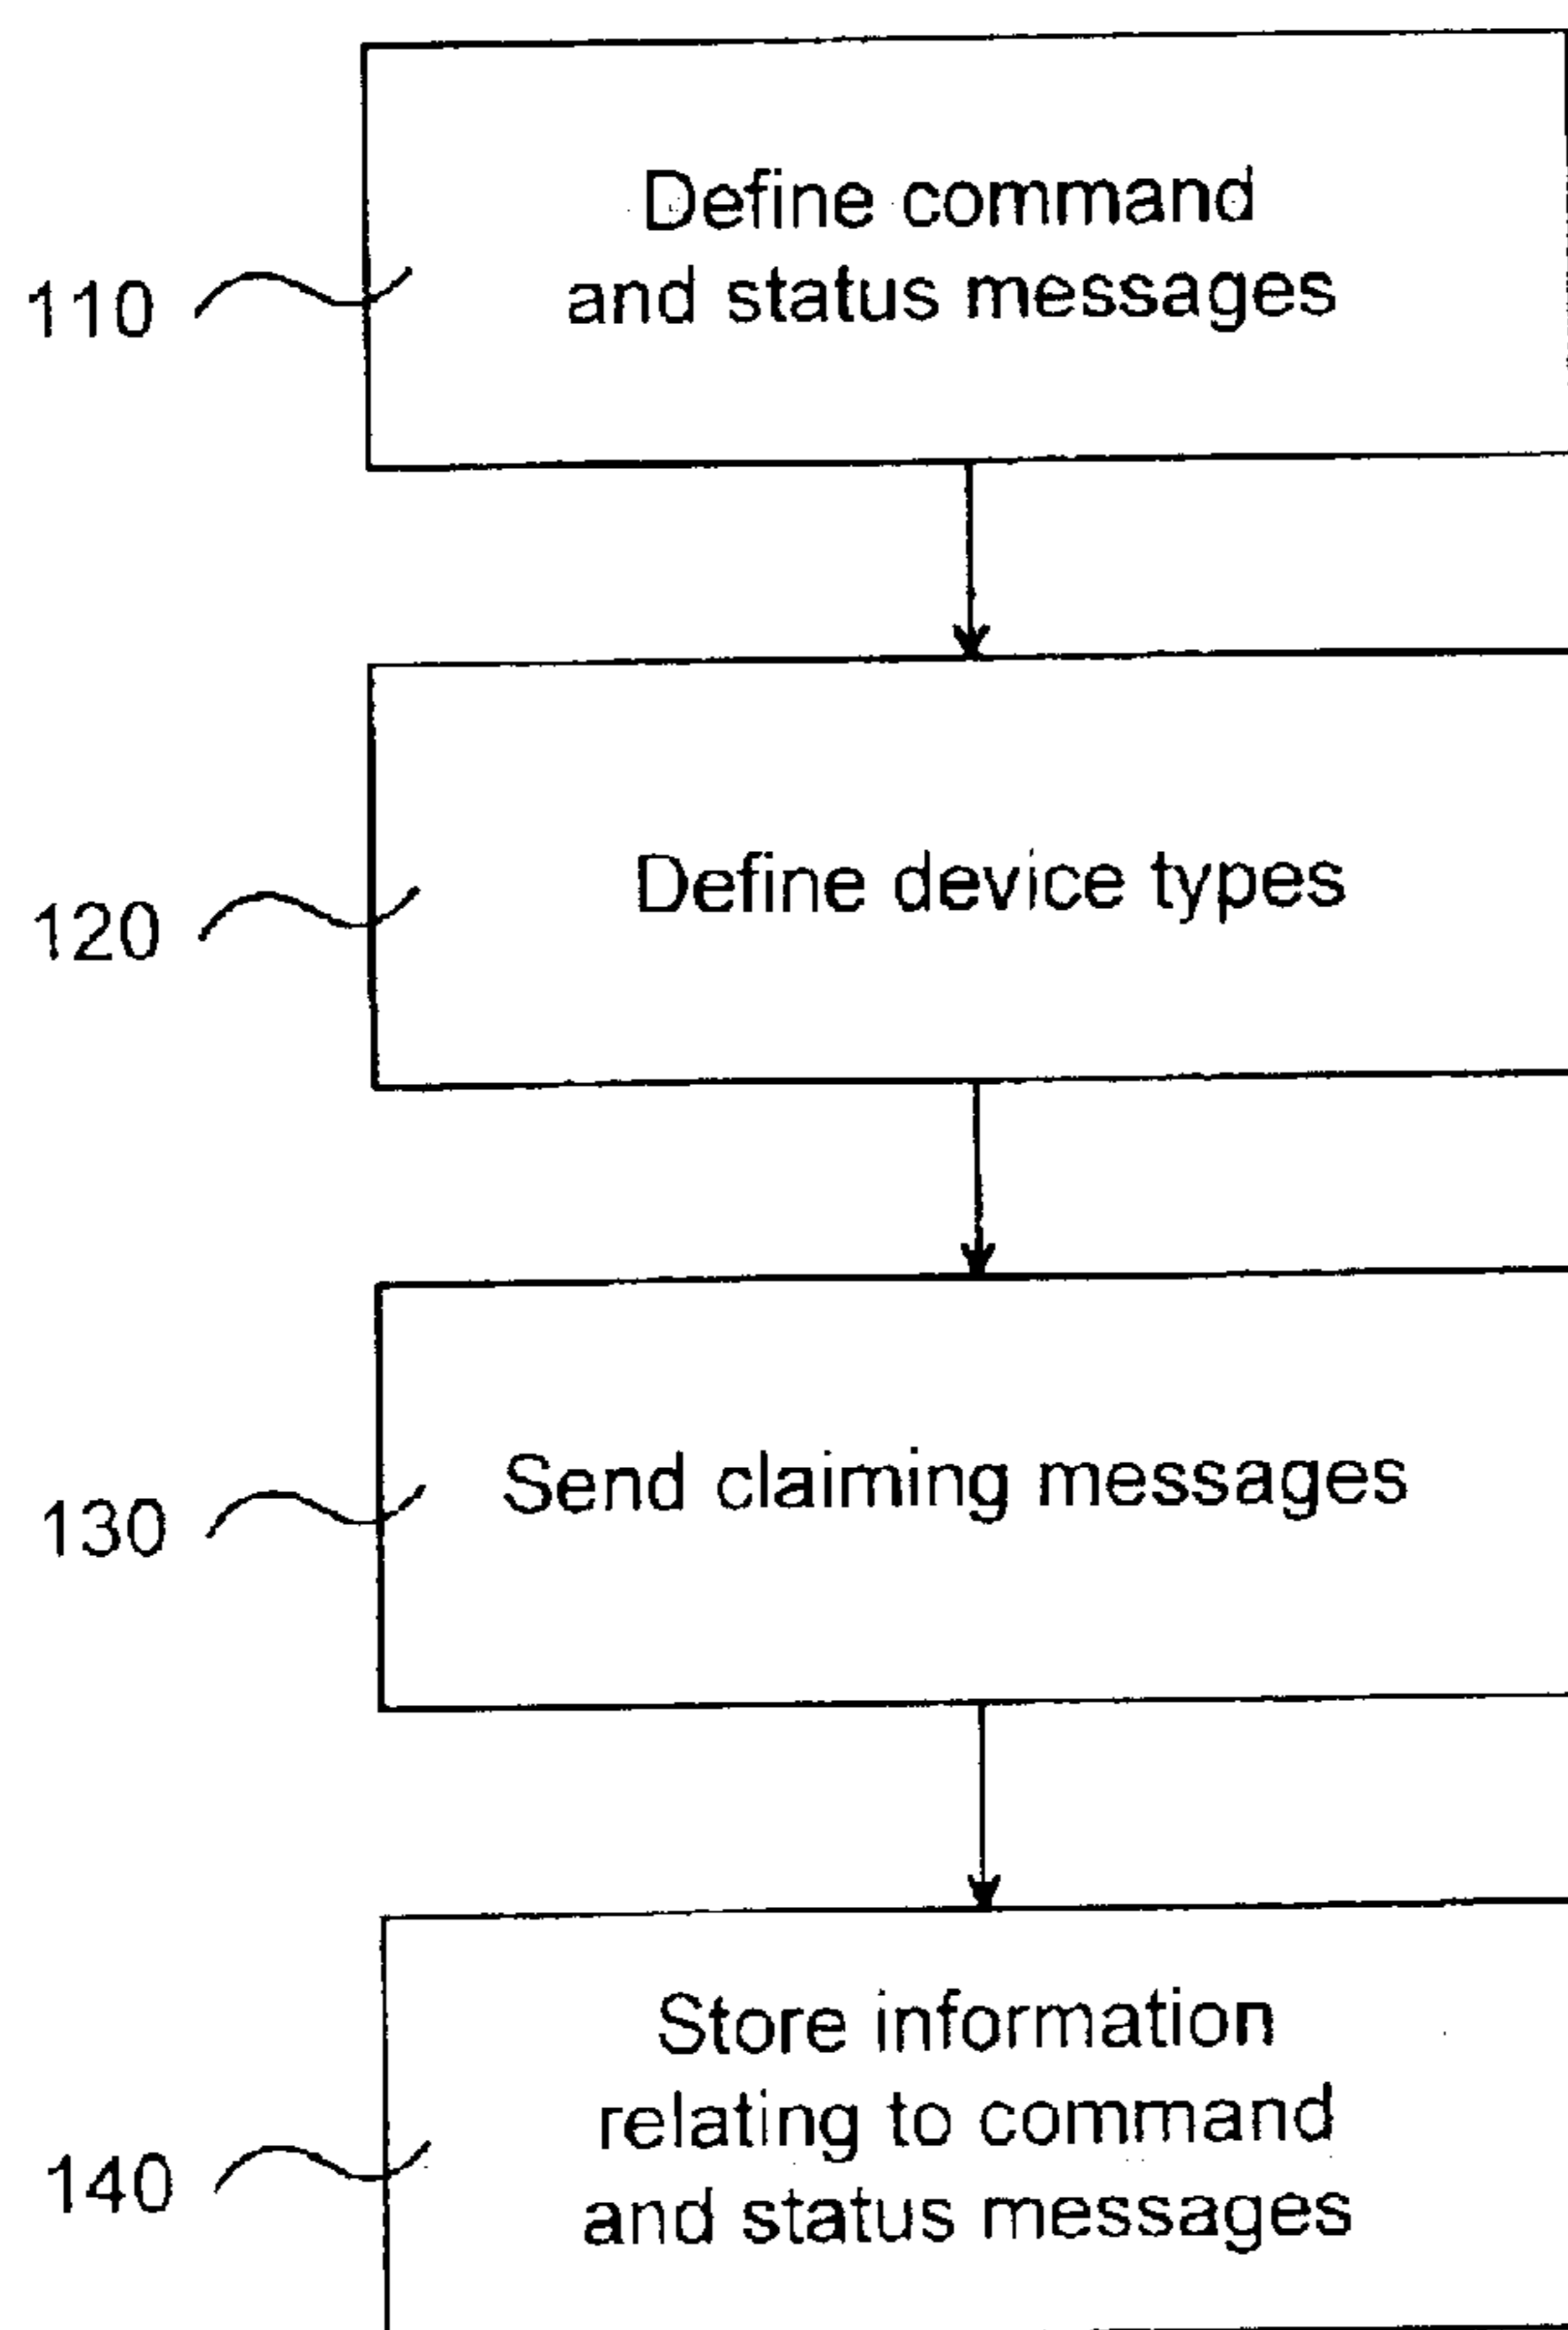 Define command
and status messages
110
Define device types
120
Send claiming messages
130
Store information
relating to command
and status messages
140